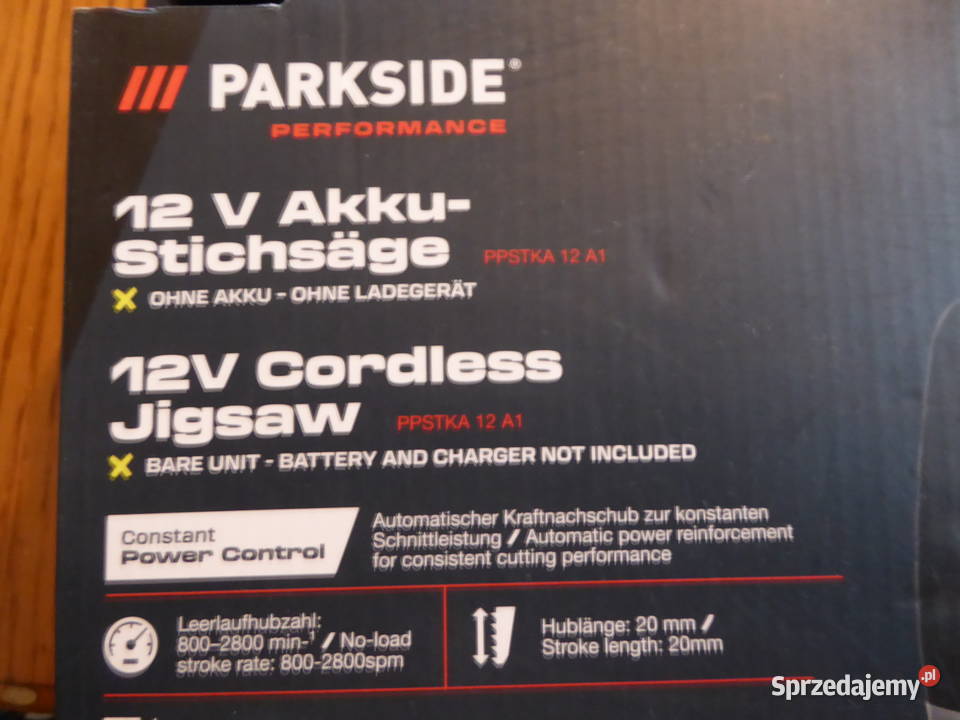 PARKSIDE®
PERFORMANCE
12 V Akku-
Stichsäge PPSTKA 12 A1
OHNE AKKU - OHNE LADEGERÄT
12V Cordless
Jigsaw PPSTKA 12 A1
BARE UNIT - BATTERY AND CHARGER NOT INCLUDED
Constant
Power Control
Automatischer Kraftnachschub zur konstanten
Schnittleistung / Automatic power reinforcement
for consistent cutting performance
Leerlaufhubzahl:
800-2800 min-¹ / No-load
stroke rate: 800-2800spm
Hublänge: 20 mm /
Stroke length: 20mm
Sprzedajemy.pl